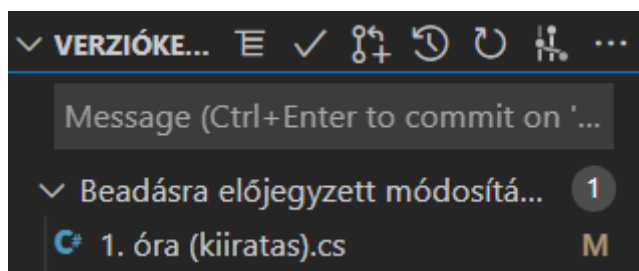 VERZIÓKE...
Message (Ctrl+Enter to commit on '...
Beadásra előjegyzett módosítá... 1
C# 1. óra (kiiratas).cs M